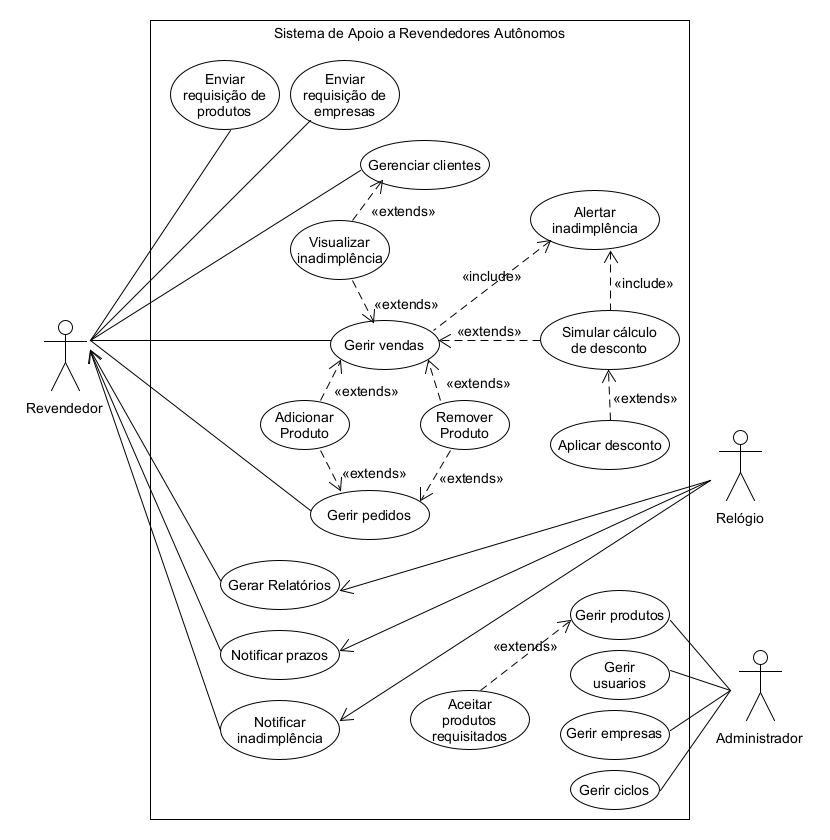 Sistema de Apoio a Revendedores Autônomos
Enviar
requisição de
produtos
Enviar
requisição de
empresas
Gerenciar clientes
«extends»
Visualizar
inadimplência
Alertar
inadimplência
«include»
«include»
«extends»
Gerir vendas
«extends»
Simular cálculo
de desconto
Revendedor
«extends»
«extends»
«extends»
Adicionar
Produto
Remover
Produto
Aplicar desconto
«extends»
«extends»
Gerir pedidos
Relógio
Gerar Relatórios
Gerir produtos
«extends»
Notificar prazos
Gerir
usuarios
Aceitar
produtos
requisitados
Notificar
inadimplência
Gerir empresas
Administrador
Gerir ciclos